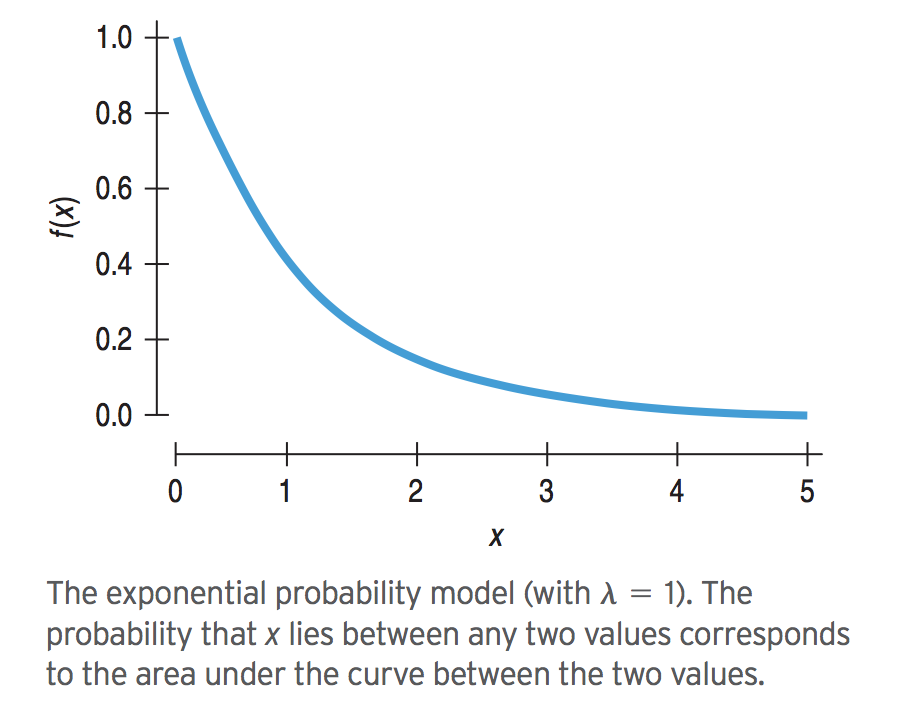 1.0
0.8
0.6
0.4
0.2
0.0
f(x)
0 1 2 3 4 5
x
The exponential probability model (with λ = 1). The
probability that x lies between any two values corresponds
to the area under the curve between the two values.